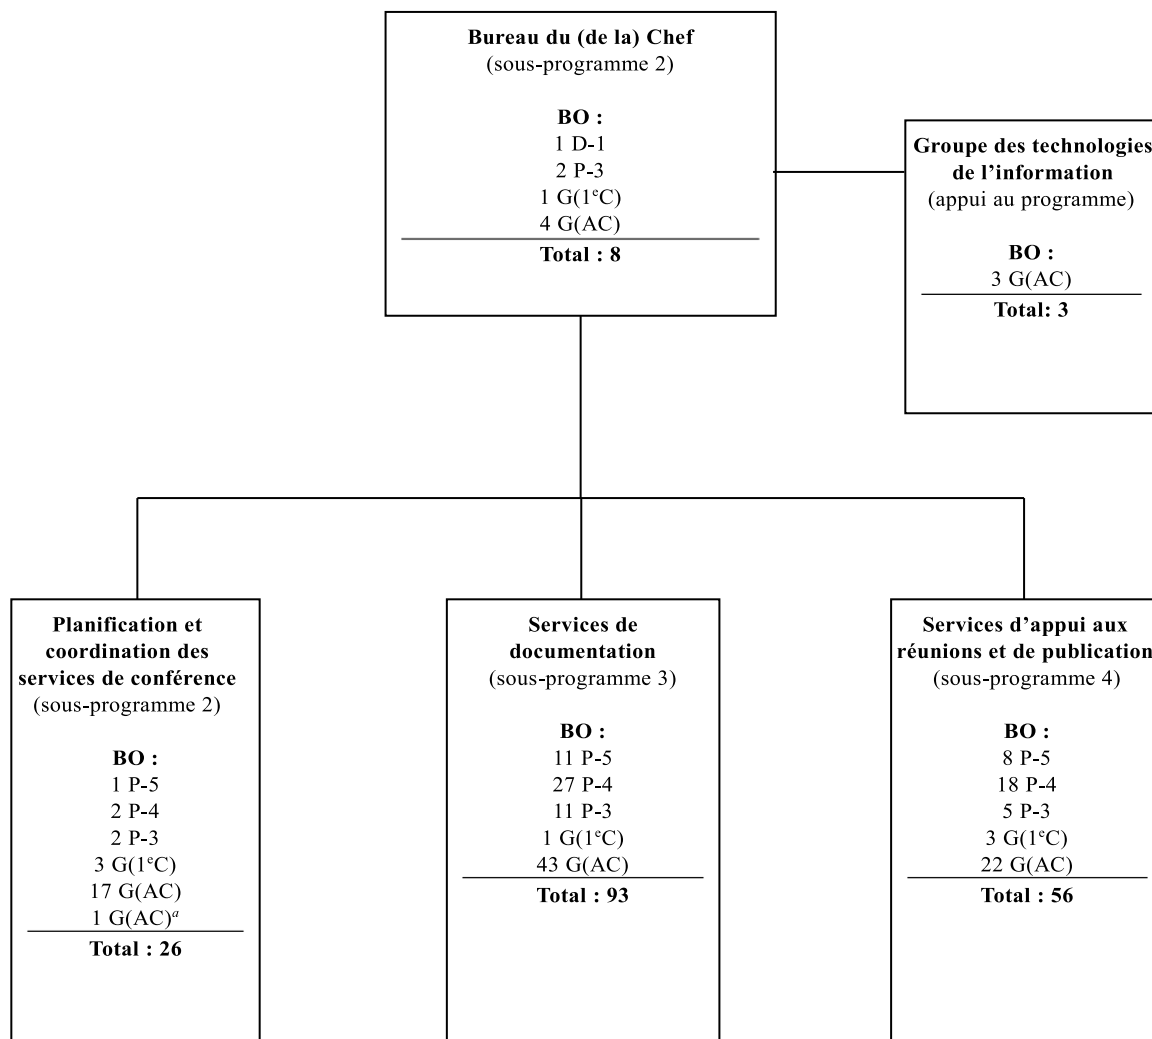 Bureau du (de la) Chef
(sous-programme 2)
BO :
1 D-1
2 P-3
1 G(1ᵉC)
4 G(AC)
Total : 8
Groupe des technologies
de l’information
(appui au programme)
BO :
3 G(AC)
Total: 3
Planification et
coordination des
services de conférence
(sous-programme 2)
BO :
1 P-5
2 P-4
2 P-3
3 G(1ᵉC)
17 G(AC)
1 G(AC)ᵃ
Total : 26
Services de
documentation
(sous-programme 3)
BO :
11 P-5
27 P-4
11 P-3
1 G(1ᵉC)
43 G(AC)
Total : 93
Services d’appui aux
réunions et de publication
(sous-programme 4)
BO :
8 P-5
18 P-4
5 P-3
3 G(1ᵉC)
22 G(AC)
Total : 56